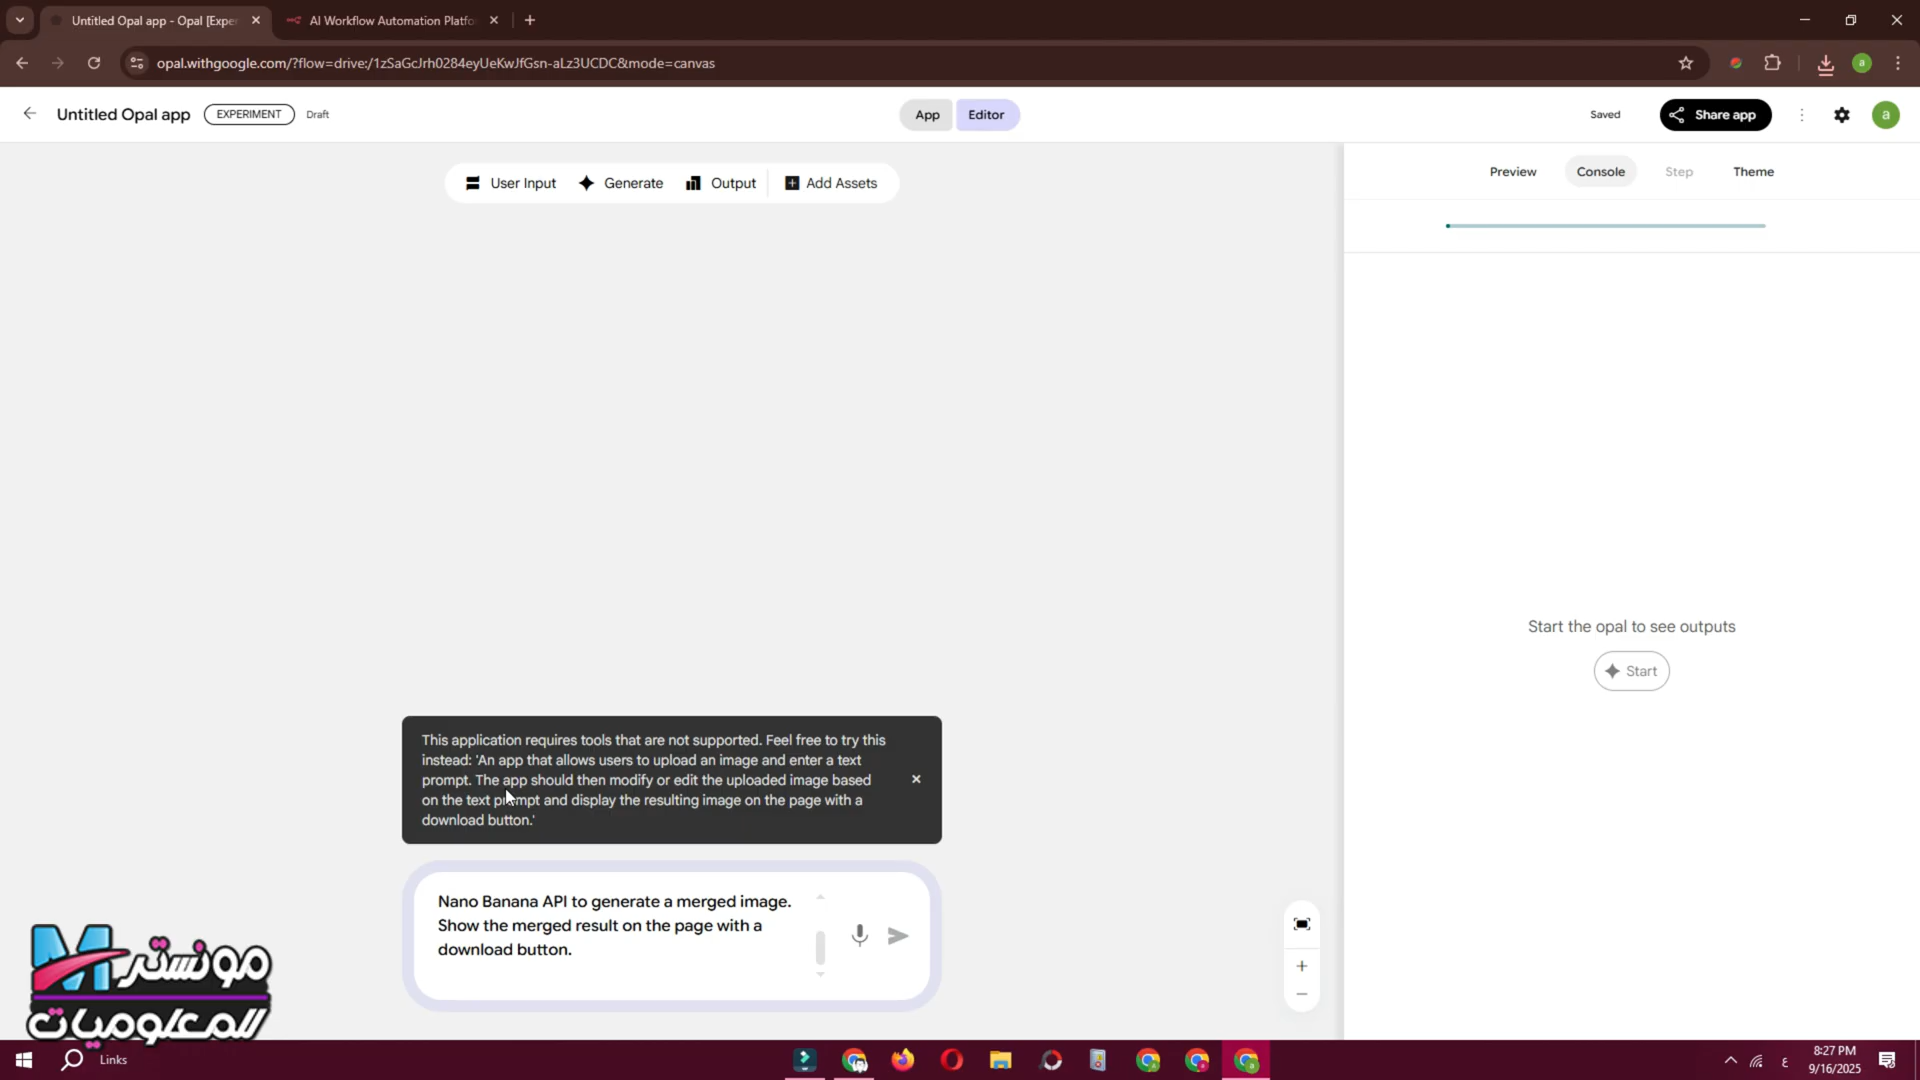 Untitled Opal app - Opal [Exper
AI Workflow Automation Platfo
opal.withgoogle.com/?flow=drive:/1zSaGcJrh0284eyUeKwJfGsn-aLz3UCDC&mode=canvas
a
Untitled Opal app
EXPERIMENT
Draft
App
Editor
Saved
Share app
a
User Input
Generate
Output
Add Assets
Preview
Console
Step
Theme
Start the opal to see outputs
Start
This application requires tools that are not supported. Feel free to try this
instead: 'An app that allows users to upload an image and enter a text
prompt. The app should then modify or edit the uploaded image based
on the text prompt and display the resulting image on the page with a
download button.'
Nano Banana API to generate a merged image.
Show the merged result on the page with a
download button.
مونستر
للمعلوميات
Links
ع
8:27 PM
9/16/2025